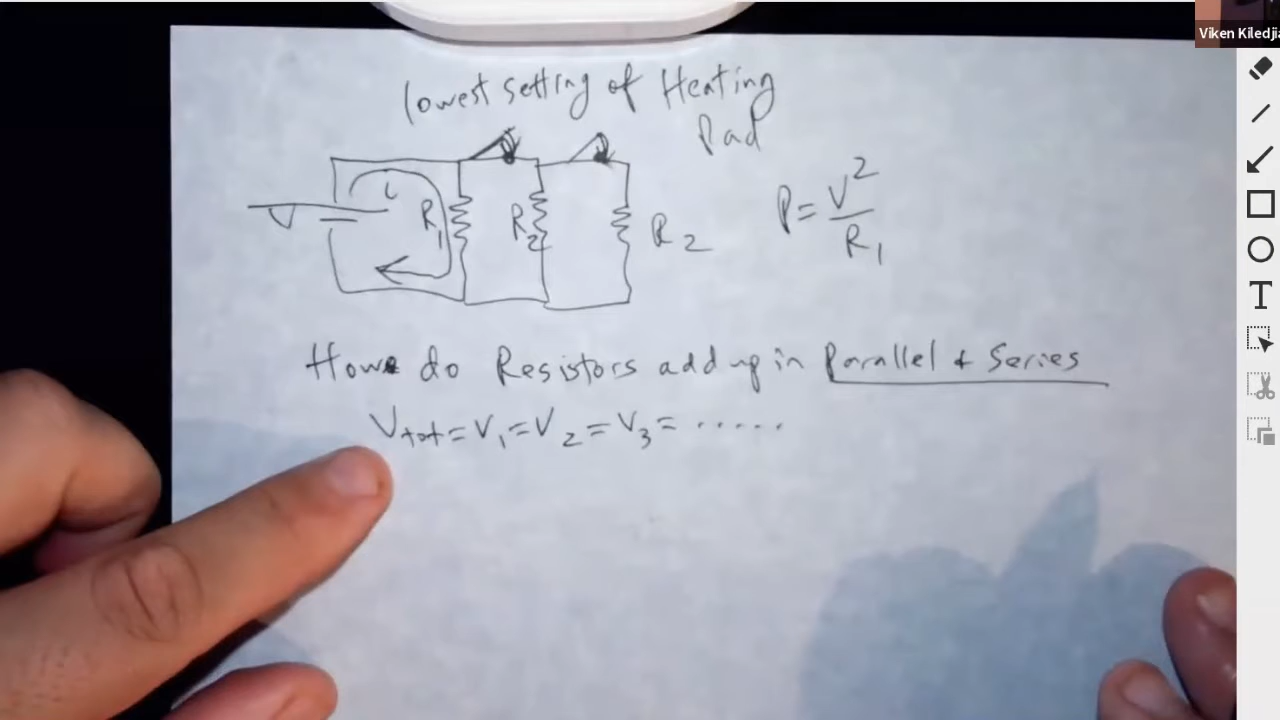 Viken Kiledjia
lowest setting of Heating
Pad
V
i
R1
R2
R2
P = V²/R1
T
How do Resistors add up in Parallel & Series
Vtot = V1 = V2 = V3 = .....